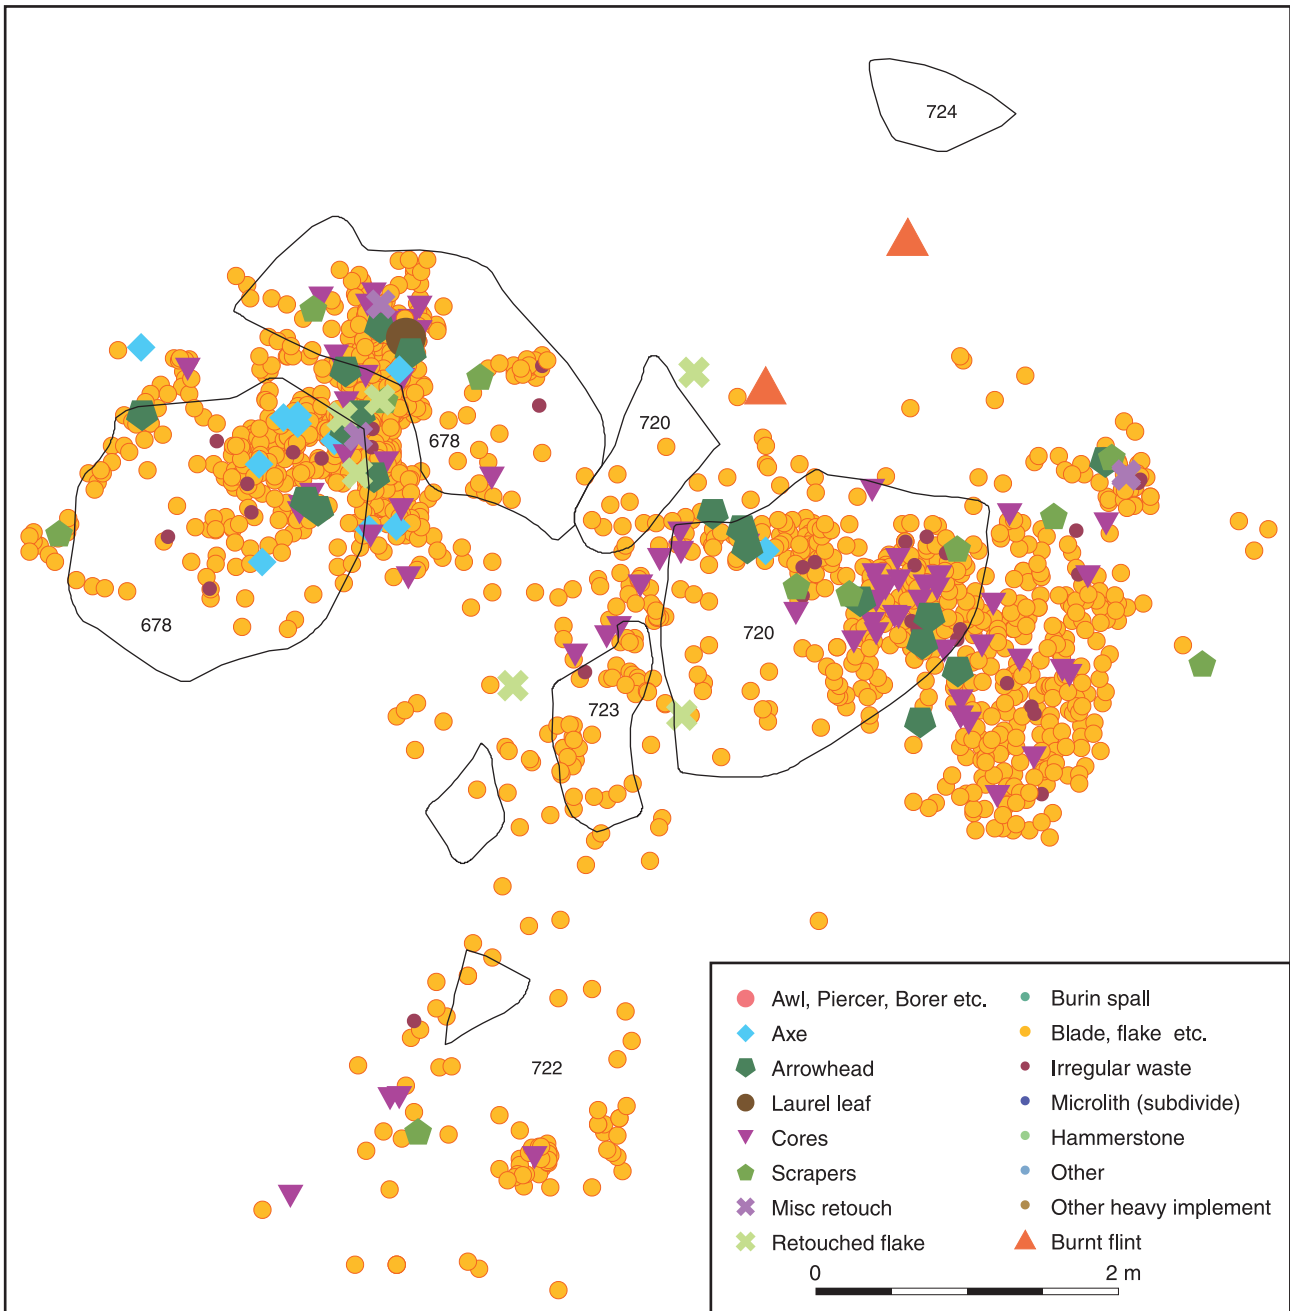 724
678
720
678
720
723
722
Awl, Piercer, Borer etc.
Axe
Arrowhead
Laurel leaf
Cores
Scrapers
Misc retouch
Retouched flake
Burin spall
Blade, flake etc.
Irregular waste
Microlith (subdivide)
Hammerstone
Other
Other heavy implement
Burnt flint
0 2 m